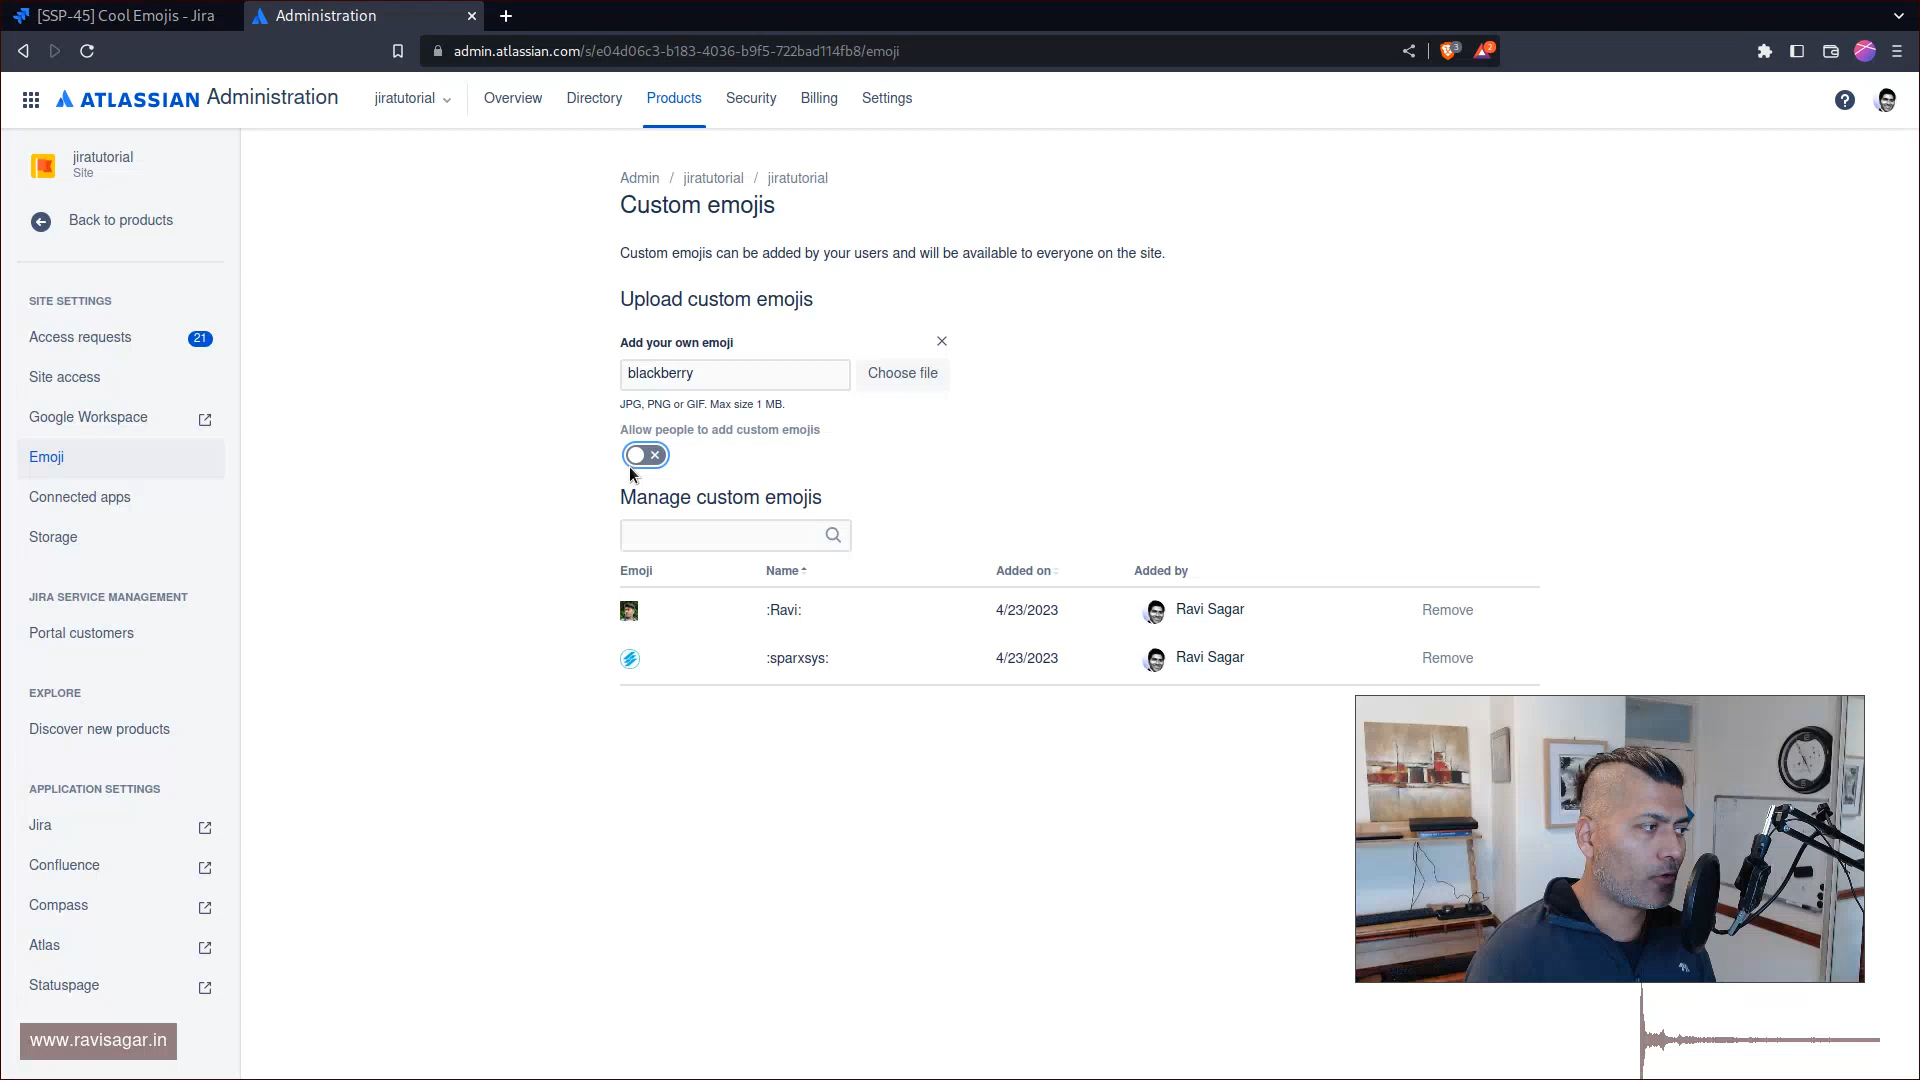 [SSP-45] Cool Emojis - Jira
Administration
admin.atlassian.com/s/e04d06c3-b183-4036-b9f5-722bad114fb8/emoji
3
2
ATLASSIAN Administration
jiratutorial
Overview
Directory
Products
Security
Billing
Settings
jiratutorial
Site
Back to products
SITE SETTINGS
Access requests
21
Site access
Google Workspace
Emoji
Connected apps
Storage
JIRA SERVICE MANAGEMENT
Portal customers
EXPLORE
Discover new products
APPLICATION SETTINGS
Jira
Confluence
Compass
Atlas
Statuspage
www.ravisagar.in
Admin / jiratutorial / jiratutorial
Custom emojis
Custom emojis can be added by your users and will be available to everyone on the site.
Upload custom emojis
Add your own emoji
blackberry
Choose file
JPG, PNG or GIF. Max size 1 MB.
Allow people to add custom emojis
Manage custom emojis
Emoji Name Added on Added by
:Ravi: 4/23/2023 Ravi Sagar Remove
:sparxsys: 4/23/2023 Ravi Sagar Remove